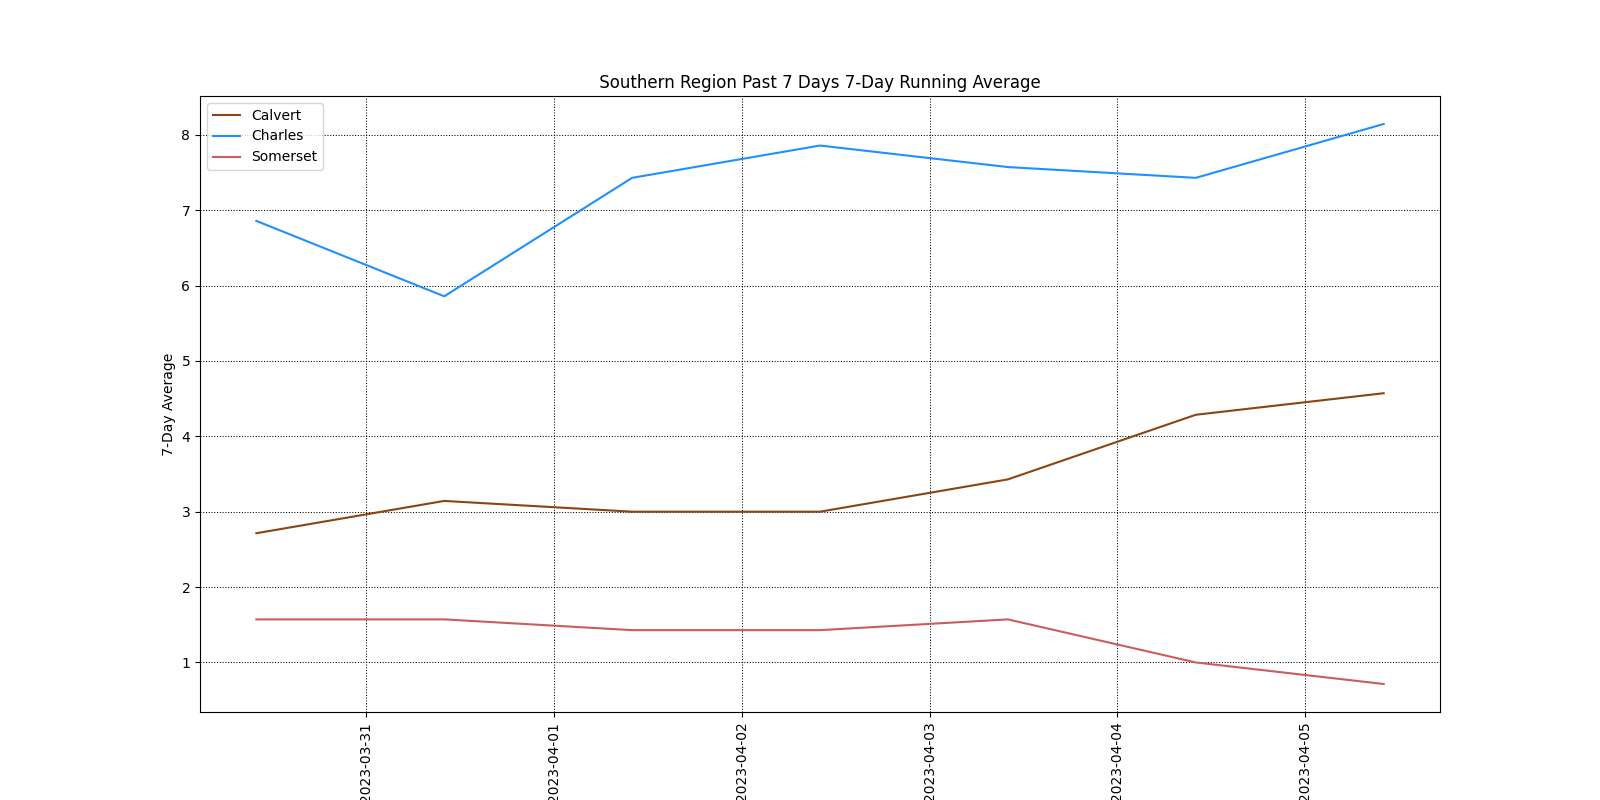 Southern Region Past 7 Days 7-Day Running Average
Calvert
Charles
Somerset
7-Day Average
8
7
6
5
4
3
2
1
2023-03-31
2023-04-01
2023-04-02
2023-04-03
2023-04-04
2023-04-05